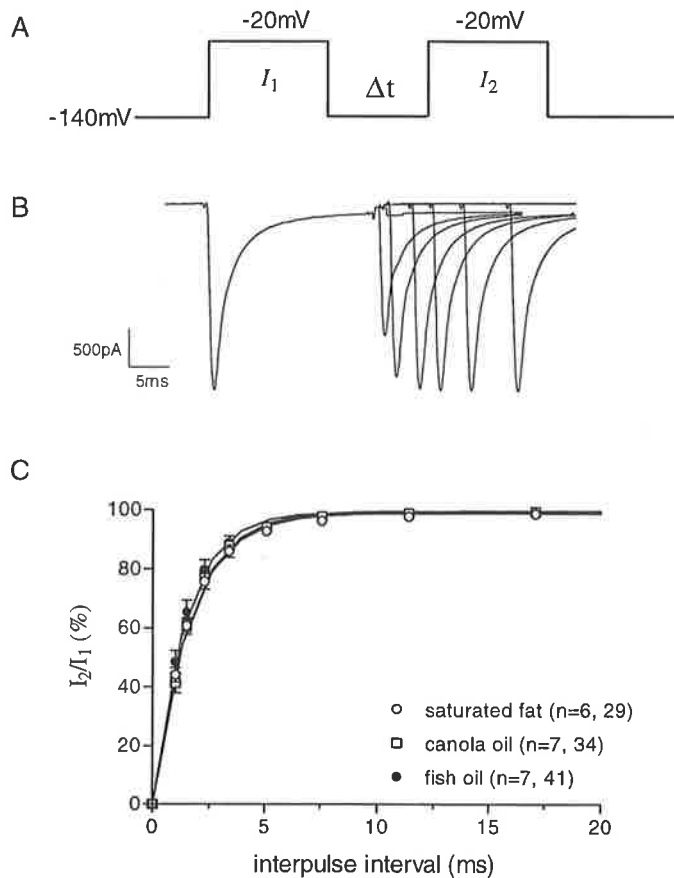 A
-20mV
-20mV
I1
Δt
I2
-140mV
B
500pA
5ms
C
I2/I1 (%)
100
80
60
40
20
0
saturated fat (n=6, 29)
canola oil (n=7, 34)
fish oil (n=7, 41)
0
5
10
15
20
interpulse interval (ms)